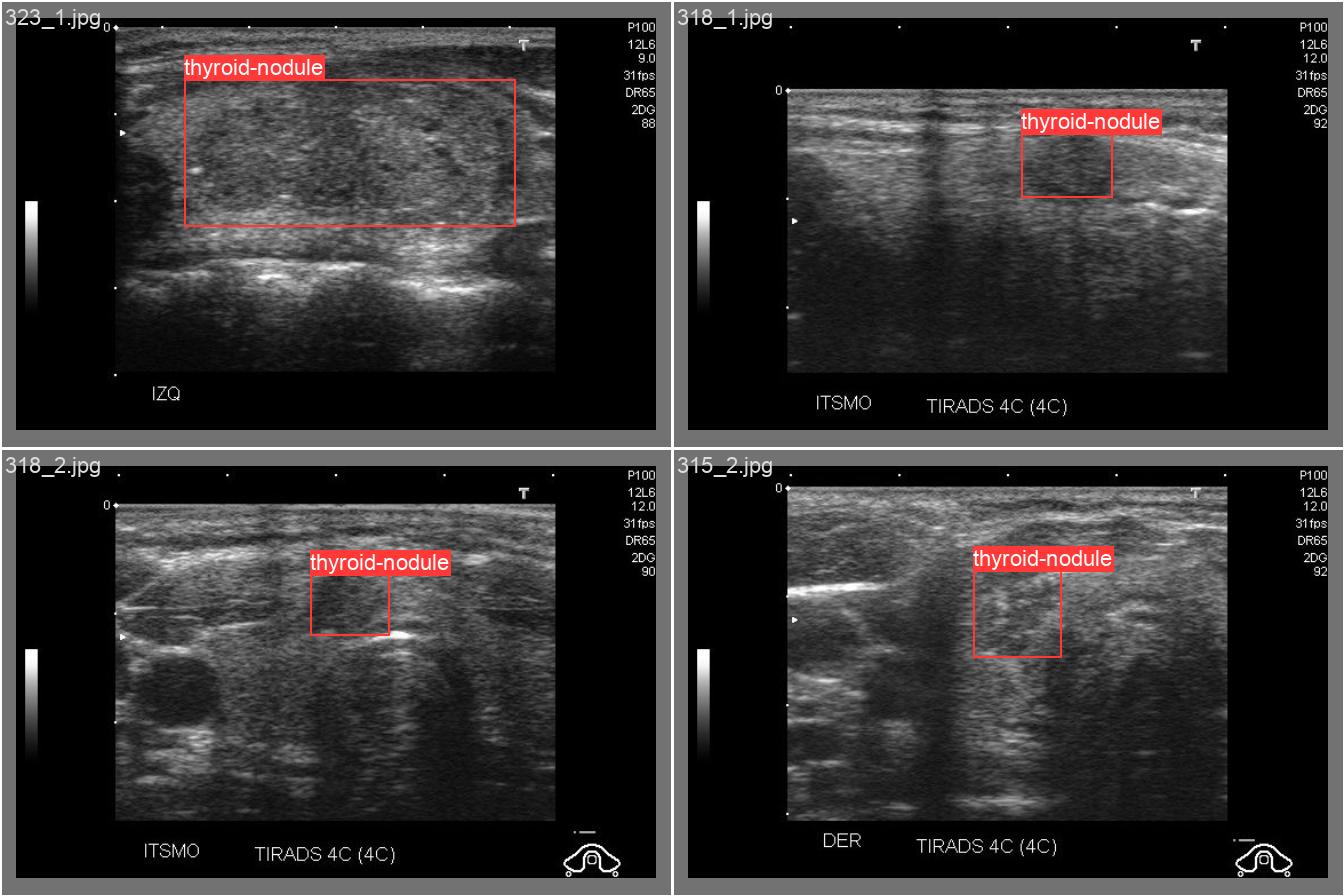 323_1.jpg
0
T
P100
12L6
9.0
31fps
DR65
2DG
88
thyroid-nodule
IZQ
318_1.jpg
0
T
P100
12L6
12.0
31fps
DR65
2DG
92
thyroid-nodule
ITSMO TIRADS 4C (4C)
318_2.jpg
0
T
P100
12L6
12.0
31fps
DR65
2DG
90
thyroid-nodule
ITSMO TIRADS 4C (4C)
315_2.jpg
0
T
P100
12L6
12.0
31fps
DR65
2DG
92
thyroid-nodule
DER TIRADS 4C (4C)